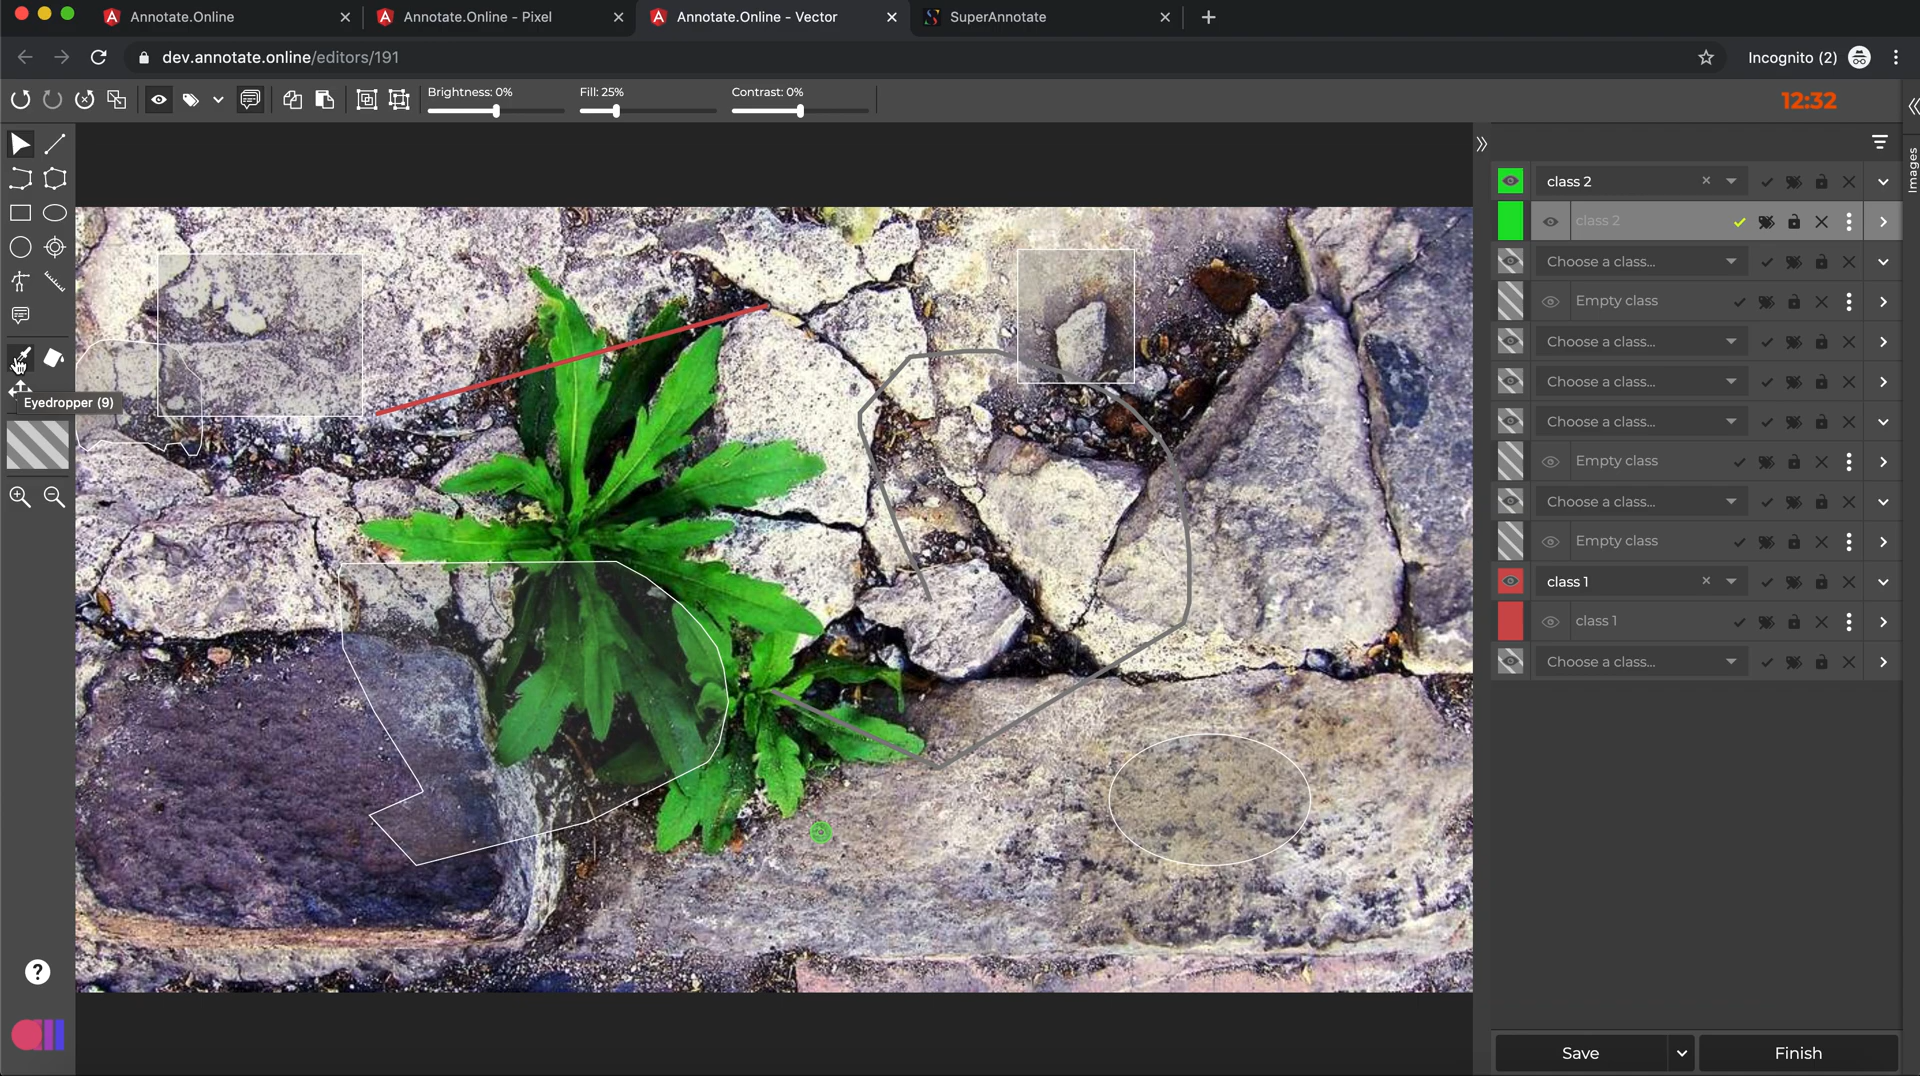 Annotate.Online
Annotate.Online - Pixel
Annotate.Online - Vector
SuperAnnotate
dev.annotate.online/editors/191
Incognito (2)
Brightness: 0%
Fill: 25%
Contrast: 0%
12:32
Images
class 2
class 2
Choose a class...
Empty class
Choose a class...
Choose a class...
Eyedropper (9)
Choose a class...
Empty class
Choose a class...
Empty class
class 1
class 1
Choose a class...
?
Save
Finish